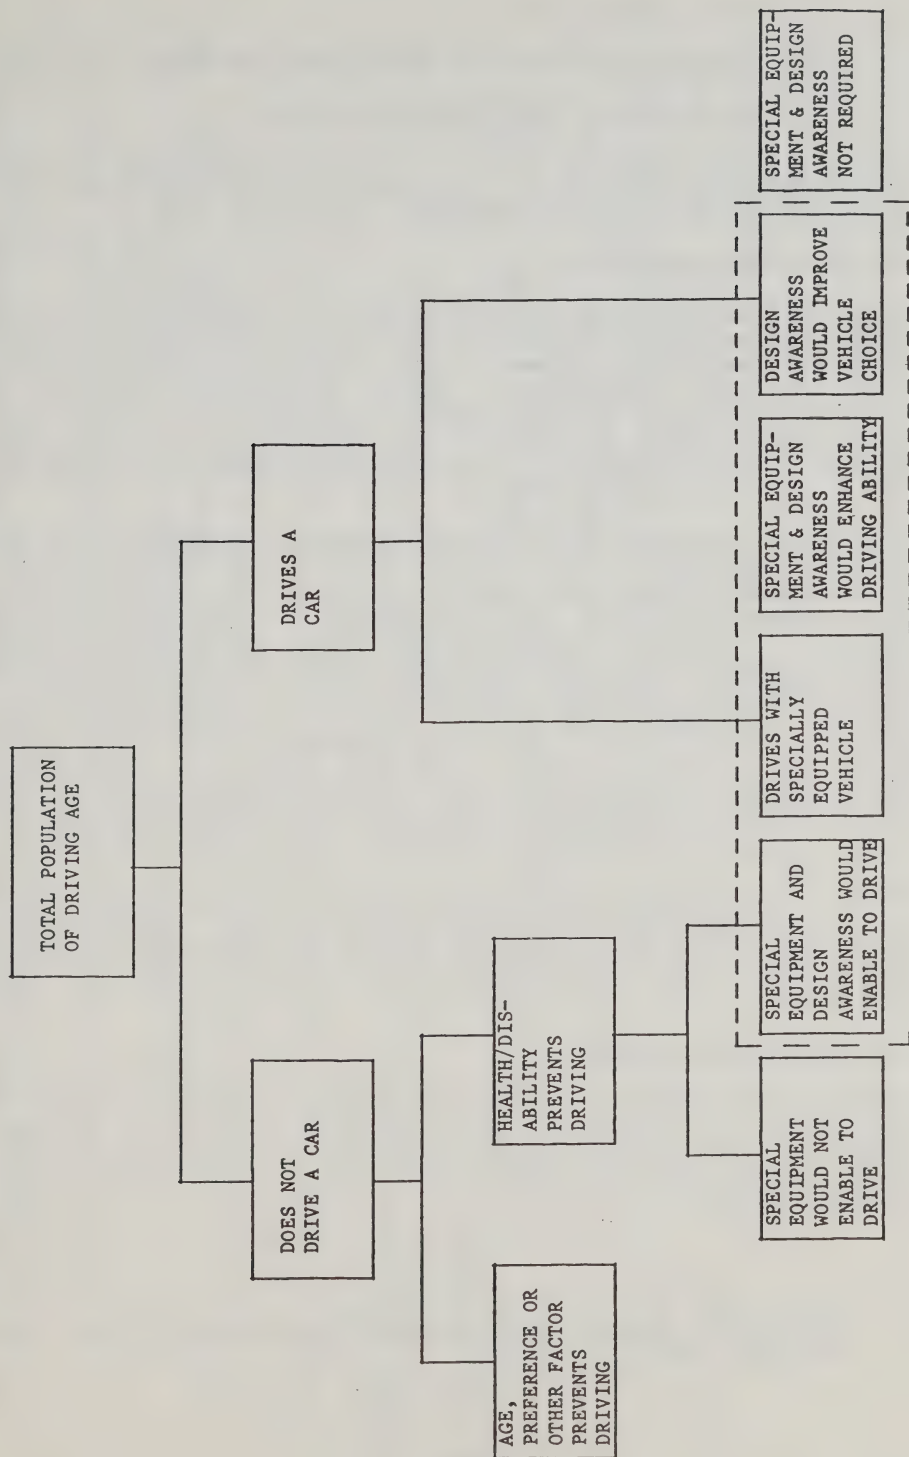 TOTAL POPULATION
OF DRIVING AGE
DOES NOT
DRIVE A CAR
DRIVES A
CAR
AGE,
PREFERENCE OR
OTHER FACTOR
PREVENTS
DRIVING
HEALTH/DIS-
ABILITY
PREVENTS
DRIVING
SPECIAL
EQUIPMENT
WOULD NOT
ENABLE TO
DRIVE
SPECIAL
EQUIPMENT AND
DESIGN
AWARENESS WOULD
ENABLE TO DRIVE
DRIVES WITH
SPECIALLY
EQUIPPED
VEHICLE
SPECIAL EQUIP-
MENT & DESIGN
AWARENESS
WOULD ENHANCE
DRIVING ABILITY
DESIGN
AWARENESS
WOULD IMPROVE
VEHICLE
CHOICE
SPECIAL EQUIP-
MENT & DESIGN
AWARENESS
NOT REQUIRED